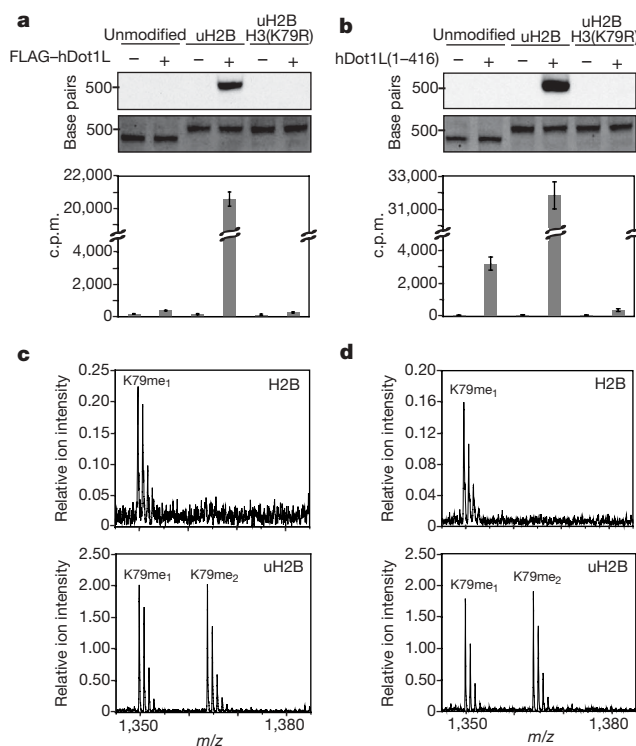 a
Unmodified uH2B uH2B H3(K79R)
FLAG–hDot1L – + – + – +
Base pairs
500
500
c.p.m.
22,000
20,000
4,000
2,000
0
b
Unmodified uH2B uH2B H3(K79R)
hDot1L(1–416) – + – + – +
Base pairs
500
500
c.p.m.
33,000
31,000
4,000
2,000
0
c
Relative ion intensity
0.25
0.20
0.15
0.10
0.05
0
K79me1
H2B
Relative ion intensity
2.50
2.00
1.50
1.00
500
0
K79me1 K79me2
uH2B
1,350 1,380
m/z
d
Relative ion intensity
0.20
0.16
0.12
0.08
0.04
0
K79me1
H2B
Relative ion intensity
2.50
2.00
1.50
1.00
500
0
K79me1 K79me2
uH2B
1,350 1,380
m/z